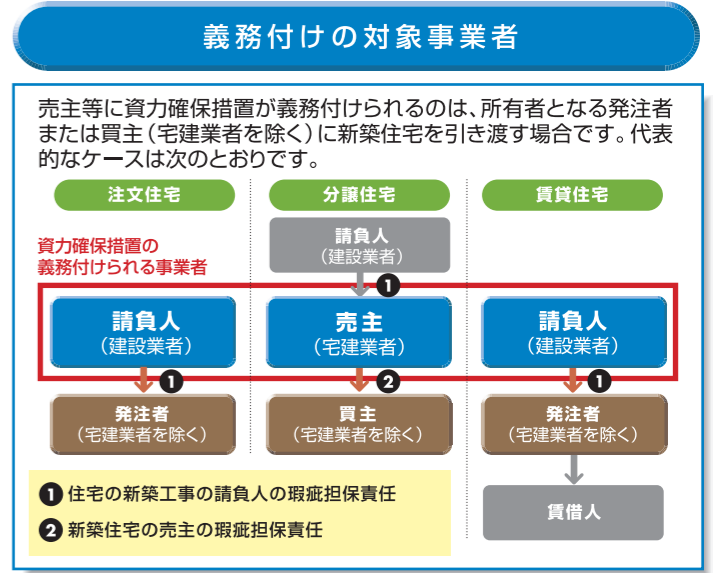 義務付けの対象事業者
売主等に資力確保措置が義務付けられるのは、所有者となる発注者
または買主（宅建業者を除く）に新築住宅を引き渡す場合です。代表
的なケースは次のとおりです。
注文住宅
分譲住宅
賃貸住宅
請負人
（建設業者）
資力確保措置の
義務付けられる事業者
❶
請負人
（建設業者）
売主
（宅建業者）
請負人
（建設業者）
❶
❷
❶
発注者
（宅建業者を除く）
買主
（宅建業者を除く）
発注者
（宅建業者を除く）
賃借人
❶ 住宅の新築工事の請負人の瑕疵担保責任
❷ 新築住宅の売主の瑕疵担保責任